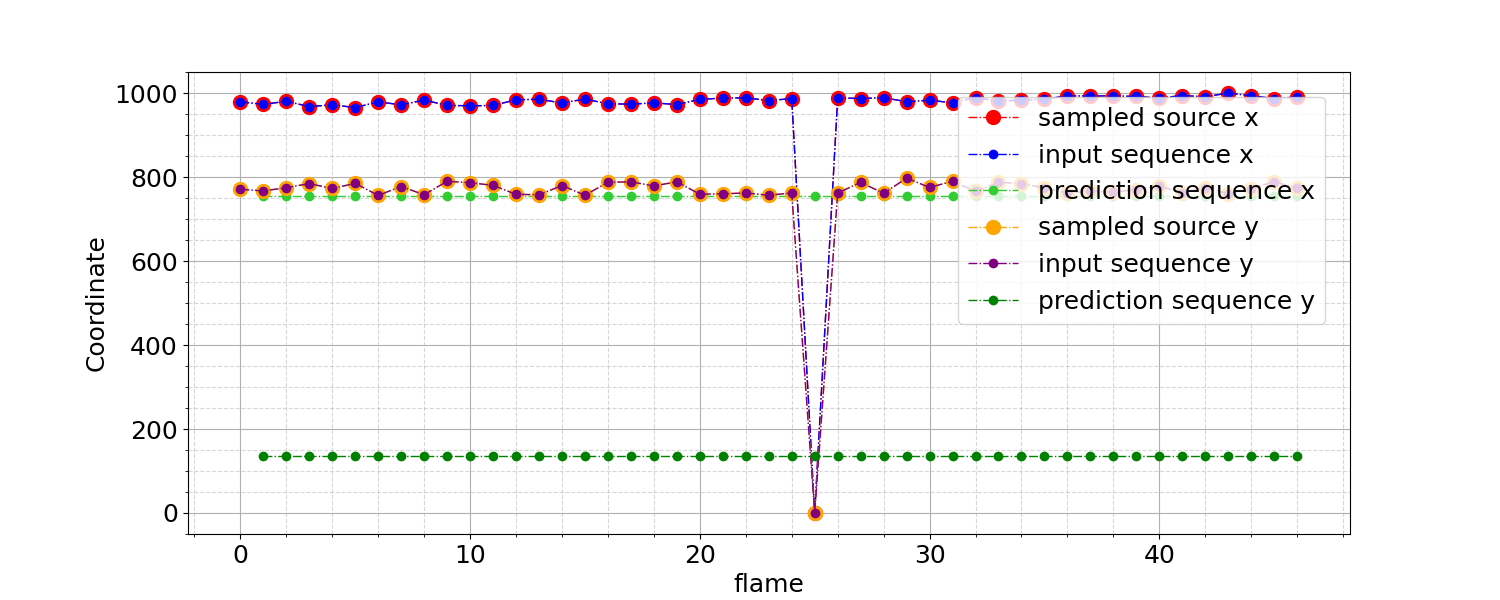 1000
800
600
400
200
0
Coordinate
sampled source x
input sequence x
prediction sequence x
sampled source y
input sequence y
prediction sequence y
0 10 20 30 40
flame